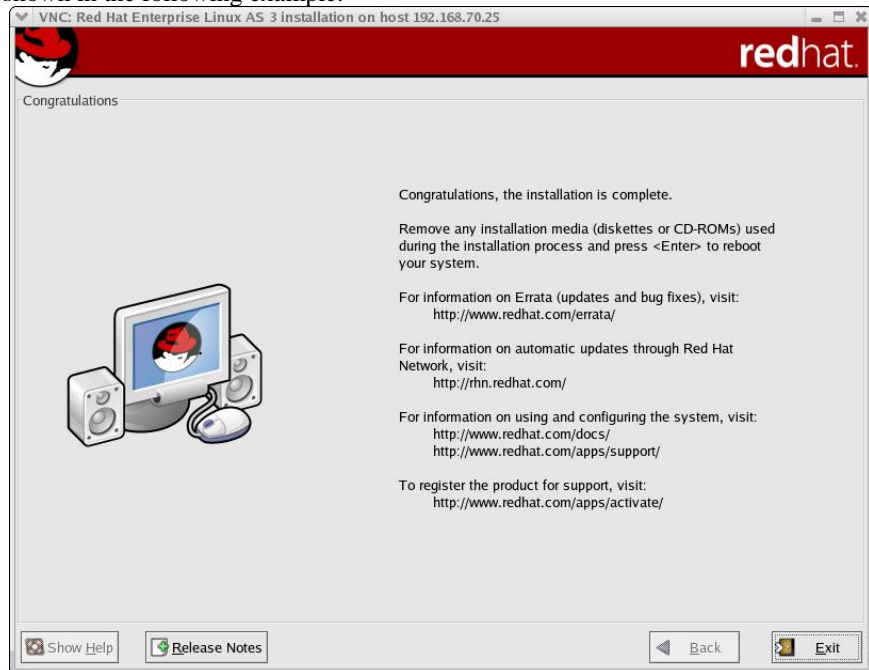 shown in the following example:
VNC: Red Hat Enterprise Linux AS 3 installation on host 192.168.70.25
redhat.
Congratulations
Congratulations, the installation is complete.
Remove any installation media (diskettes or CD-ROMs) used
during the installation process and press <Enter> to reboot
your system.
For information on Errata (updates and bug fixes), visit:
http://www.redhat.com/errata/
For information on automatic updates through Red Hat
Network, visit:
http://rhn.redhat.com/
For information on using and configuring the system, visit:
http://www.redhat.com/docs/
http://www.redhat.com/apps/support/
To register the product for support, visit:
http://www.redhat.com/apps/activate/
Show Help
Release Notes
Back
Exit